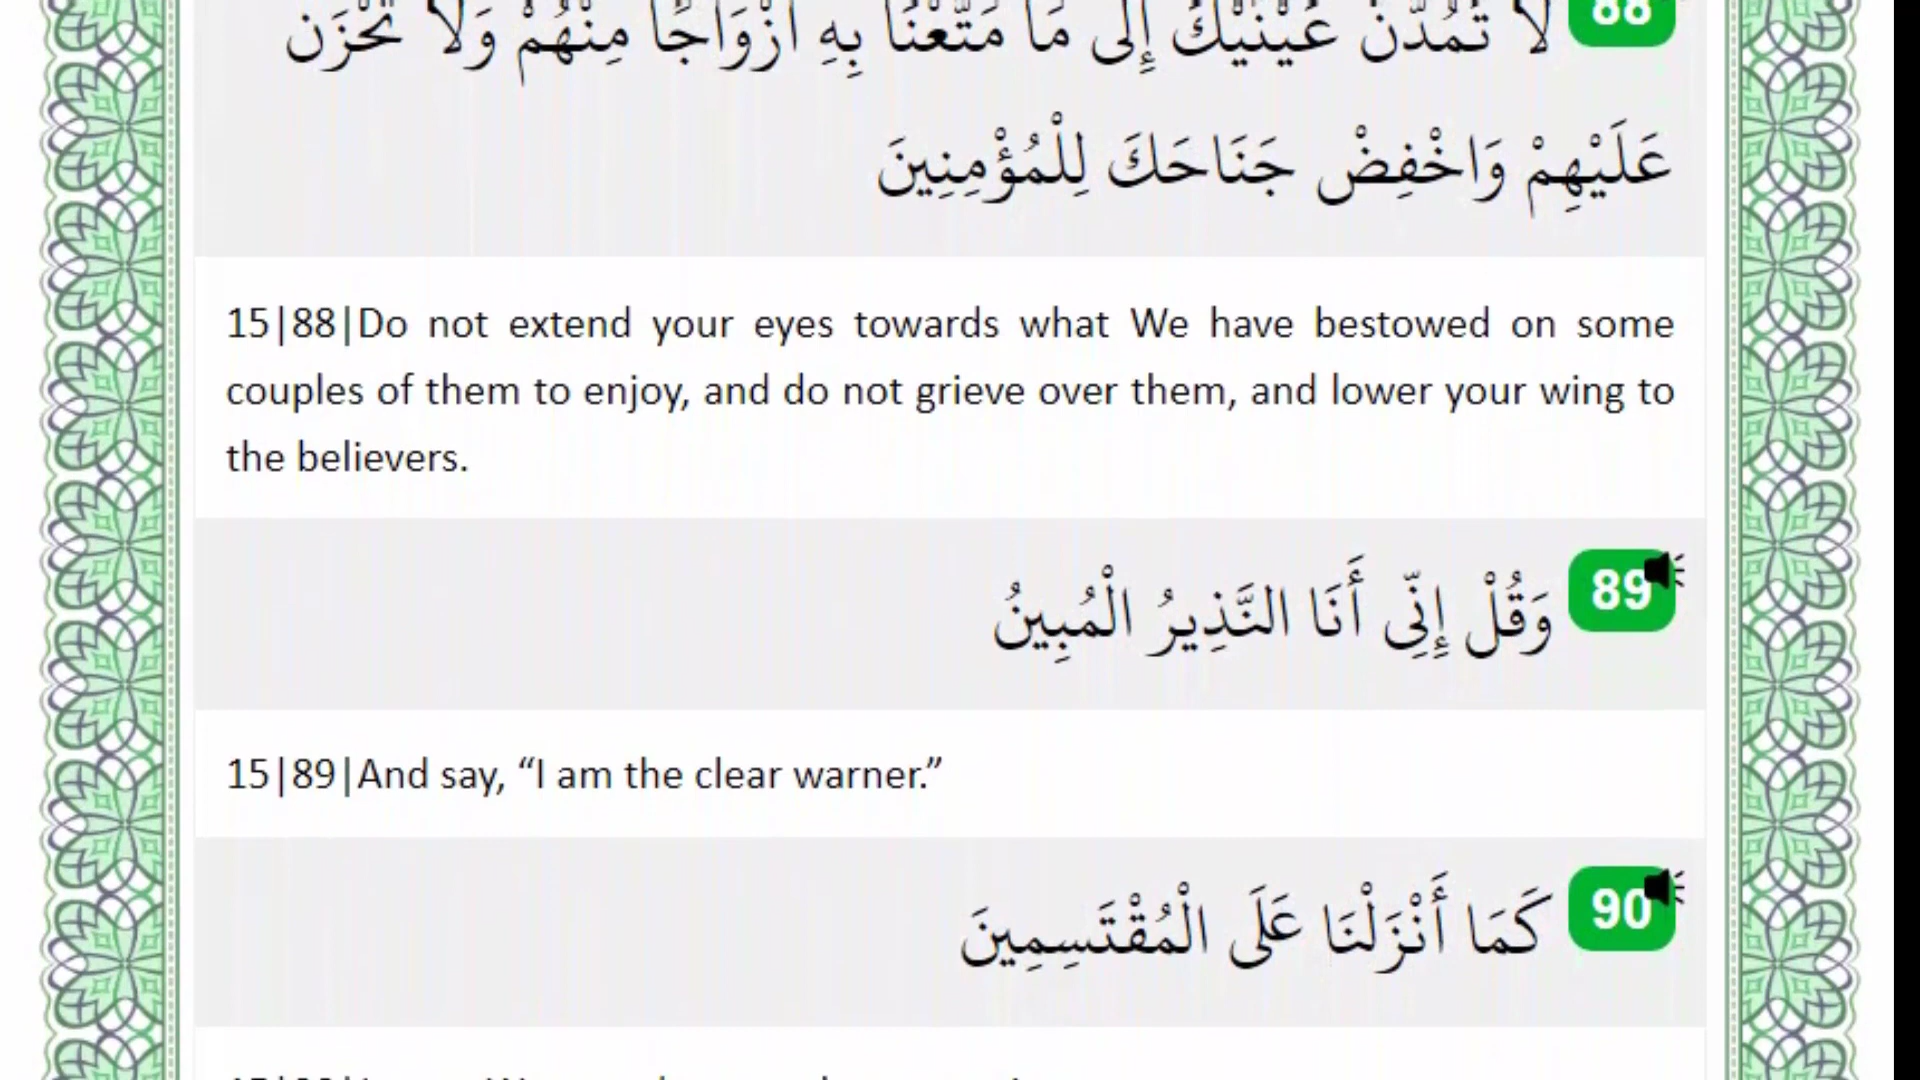 88 لَا تَمُدَّنَّ عَيْنَيْكَ إِلَى مَا مَتَّعْنَا بِهِ أَزْوَاجًا مِنْهُمْ وَلَا تَحْزَنْ
عَلَيْهِمْ وَاخْفِضْ جَنَاحَكَ لِلْمُؤْمِنِينَ
15|88|Do not extend your eyes towards what We have bestowed on some
couples of them to enjoy, and do not grieve over them, and lower your wing to
the believers.
89 وَقُلْ إِنِّى أَنَا النَّذِيرُ الْمُبِينُ
15|89|And say, “I am the clear warner.”
90 كَمَا أَنْزَلْنَا عَلَى الْمُقْتَسِمِينَ